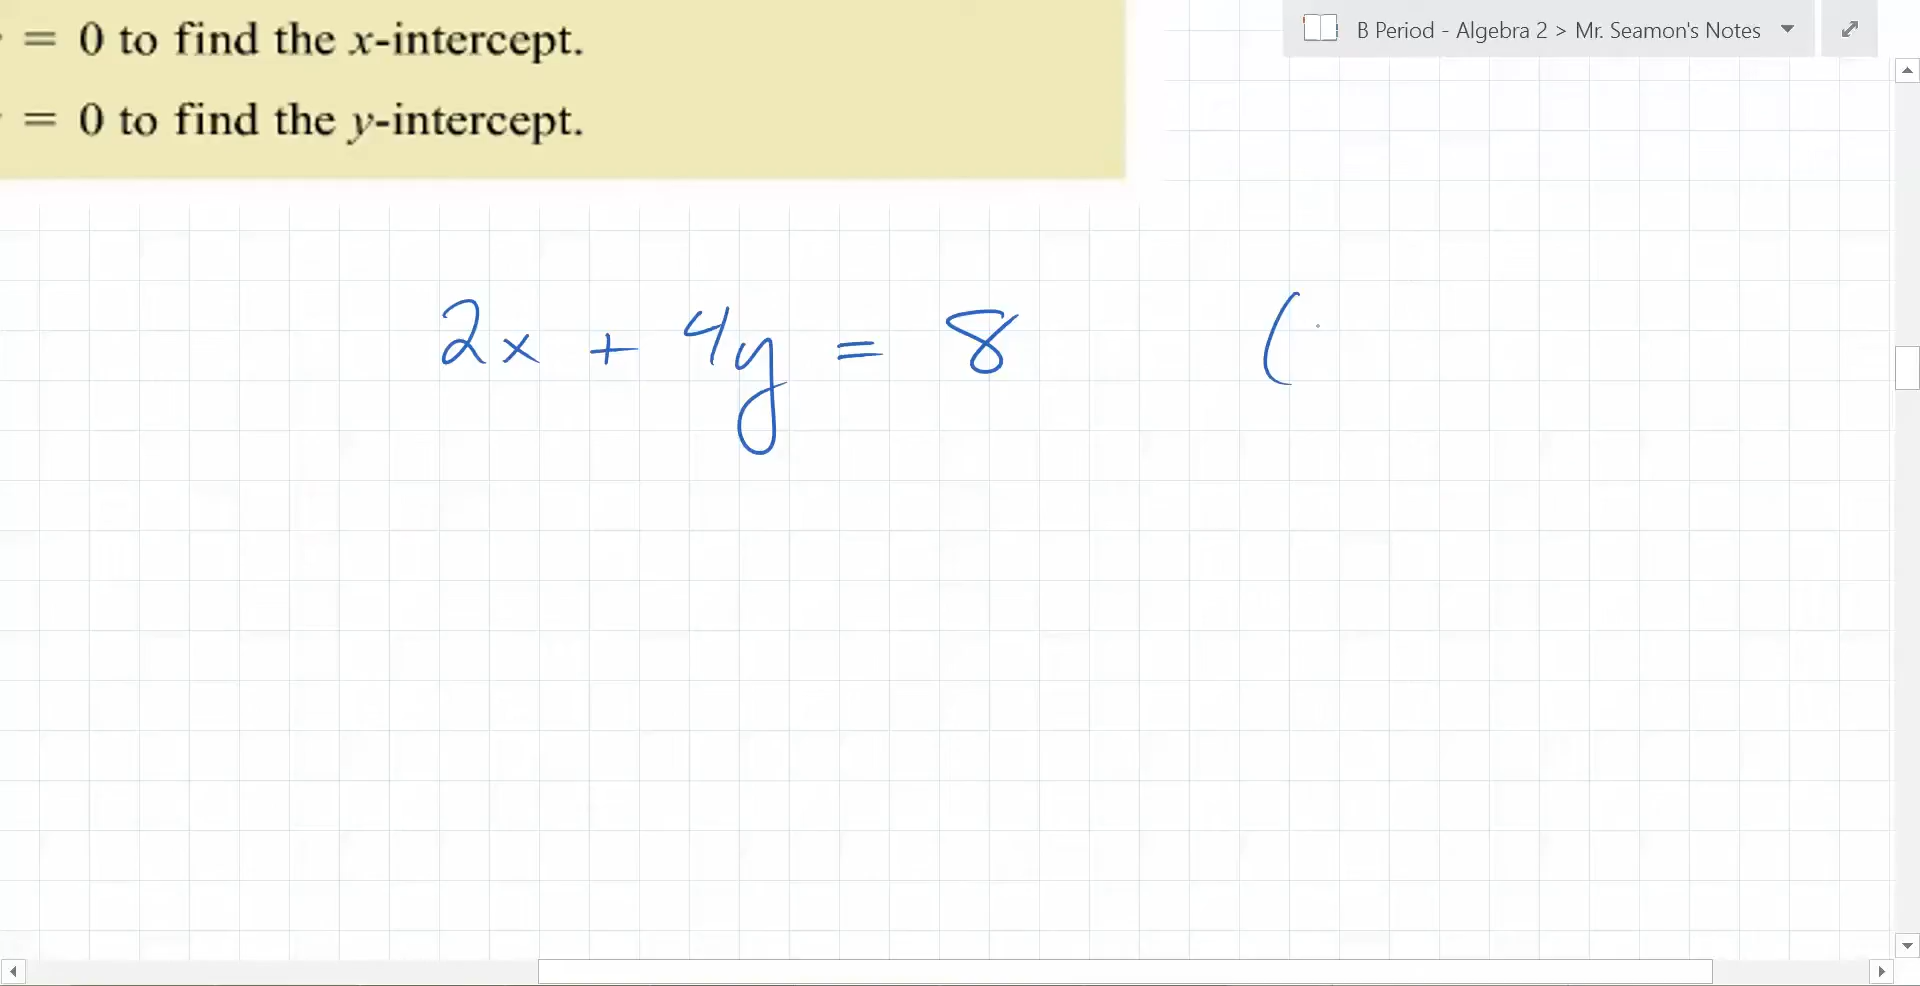 = 0 to find the x-intercept.
B Period - Algebra 2 > Mr. Seamon's Notes
= 0 to find the y-intercept.
2x + 4y = 8 (